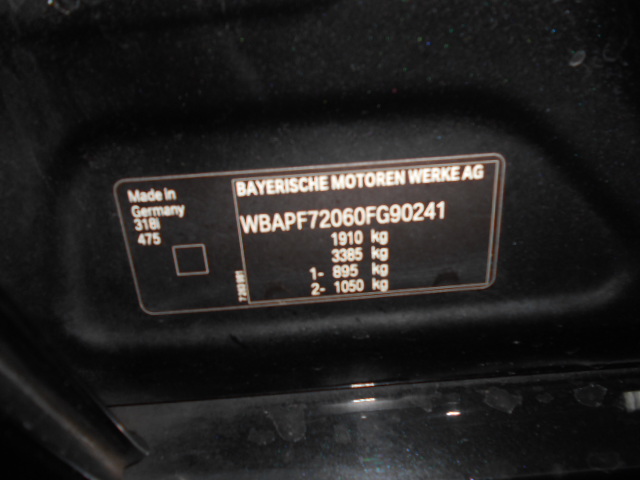 Made in
Germany
318i
475
BAYERISCHE MOTOREN WERKE AG
WBAPF72060FG90241
1910 kg
3385 kg
1- 895 kg
2- 1050 kg